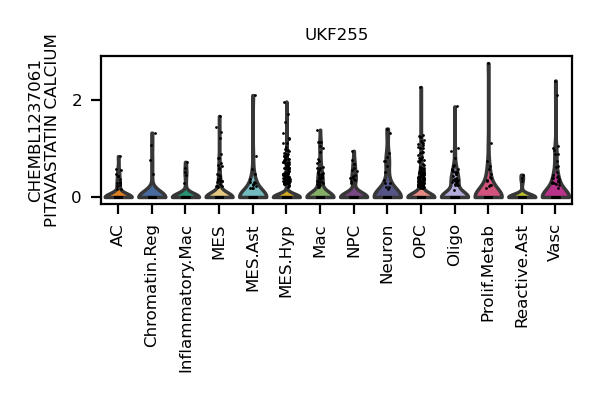 UKF255
CHEMBL1237061
PITAVASTATIN CALCIUM
2
0
AC
Chromatin.Reg
Inflammatory.Mac
MES
MES.Ast
MES.Hyp
Mac
NPC
Neuron
OPC
Oligo
Prolif.Metab
Reactive.Ast
Vasc